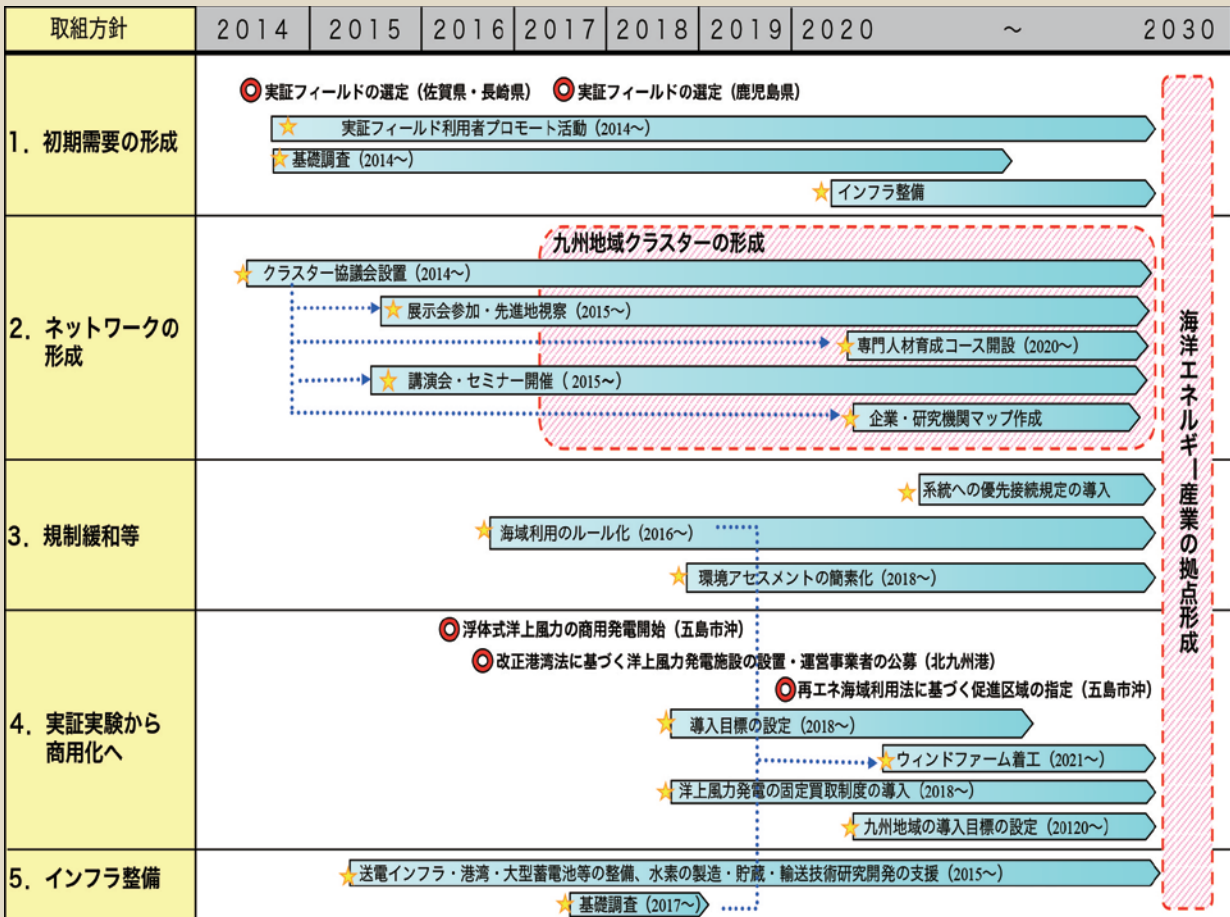 取組方針
2014 2015 2016 2017 2018 2019 2020 ～ 2030
1. 初期需要の形成
実証フィールドの選定（佐賀県・長崎県）
実証フィールドの選定（鹿児島県）
実証フィールド利用者プロモート活動（2014～）
基礎調査（2014～）
インフラ整備
2. ネットワークの
形成
九州地域クラスターの形成
クラスター協議会設置（2014～）
展示会参加・先進地視察（2015～）
専門人材育成コース開設（2020～）
講演会・セミナー開催（ 2015～）
企業・研究機関マップ作成
3. 規制緩和等
系統への優先接続規定の導入
海域利用のルール化（2016～）
環境アセスメントの簡素化（2018～）
4. 実証実験から
商用化へ
浮体式洋上風力の商用発電開始（五島市沖）
改正港湾法に基づく洋上風力発電施設の設置・運営事業者の公募（北九州港）
再エネ海域利用法に基づく促進区域の指定（五島市沖）
導入目標の設定（2018～）
ウィンドファーム着工（2021～）
洋上風力発電の固定買取制度の導入（2018～）
九州地域の導入目標の設定（20120～）
5. インフラ整備
送電インフラ・港湾・大型蓄電池等の整備、水素の製造・貯蔵・輸送技術研究開発の支援（2015～）
基礎調査（2017～）
海洋エネルギー産業の拠点形成